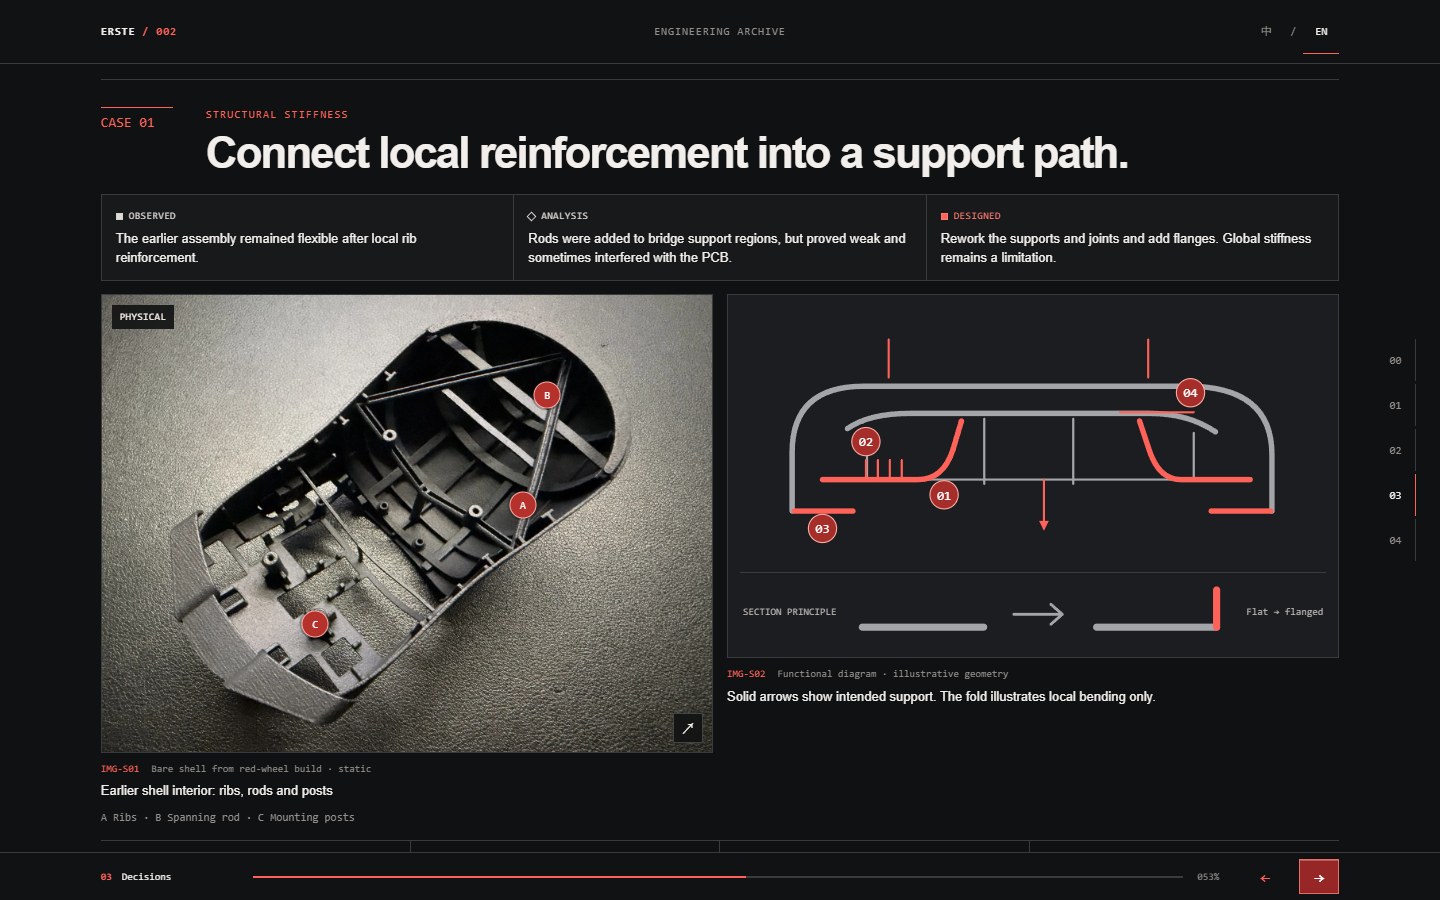 ERSTE / 002
ENGINEERING ARCHIVE
中 / EN
CASE 01
STRUCTURAL STIFFNESS
Connect local reinforcement into a support path.
OBSERVED
The earlier assembly remained flexible after local rib
reinforcement.
ANALYSIS
Rods were added to bridge support regions, but proved weak and
sometimes interfered with the PCB.
DESIGNED
Rework the supports and joints and add flanges. Global stiffness
remains a limitation.
PHYSICAL
B
A
C
04
02
01
03
SECTION PRINCIPLE
Flat → flanged
IMG-S01 Bare shell from red-wheel build · static
Earlier shell interior: ribs, rods and posts
A Ribs · B Spanning rod · C Mounting posts
IMG-S02 Functional diagram · illustrative geometry
Solid arrows show intended support. The fold illustrates local bending only.
00
01
02
03
04
03 Decisions
053%
← →